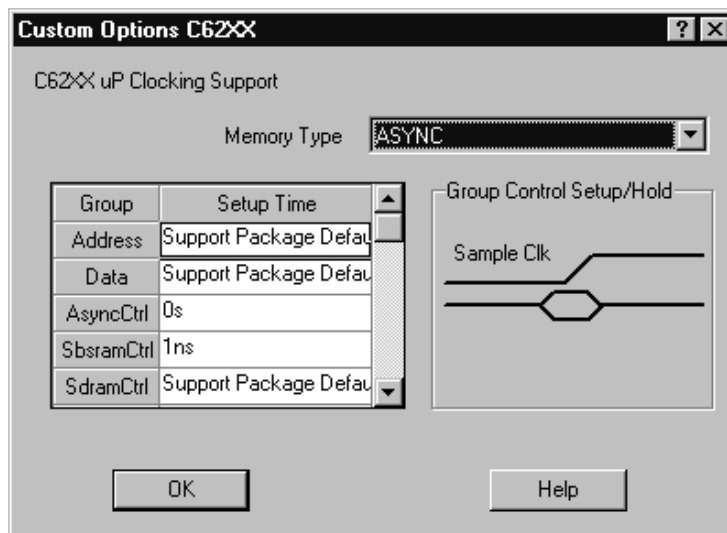 Custom Options C62XX
C62XX uP Clocking Support
Memory Type ASYNC
Group Setup Time
Address Support Package Defau
Data Support Package Defau
AsyncCtrl 0s
SbsramCtrl 1ns
SdramCtrl Support Package Defau
Group Control Setup/Hold
Sample Clk
OK
Help